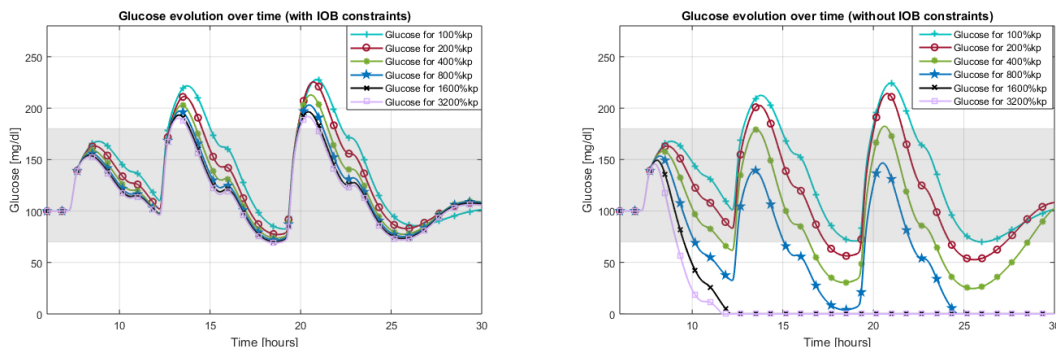 Glucose evolution over time (with IOB constraints)
Glucose [mg/dl]
250
200
150
100
50
0
10
15
20
25
30
Time [hours]
Glucose for 100%kp
Glucose for 200%kp
Glucose for 400%kp
Glucose for 800%kp
Glucose for 1600%kp
Glucose for 3200%kp
Glucose evolution over time (without IOB constraints)
Glucose [mg/dl]
250
200
150
100
50
0
10
15
20
25
30
Time [hours]
Glucose for 100%kp
Glucose for 200%kp
Glucose for 400%kp
Glucose for 800%kp
Glucose for 1600%kp
Glucose for 3200%kp